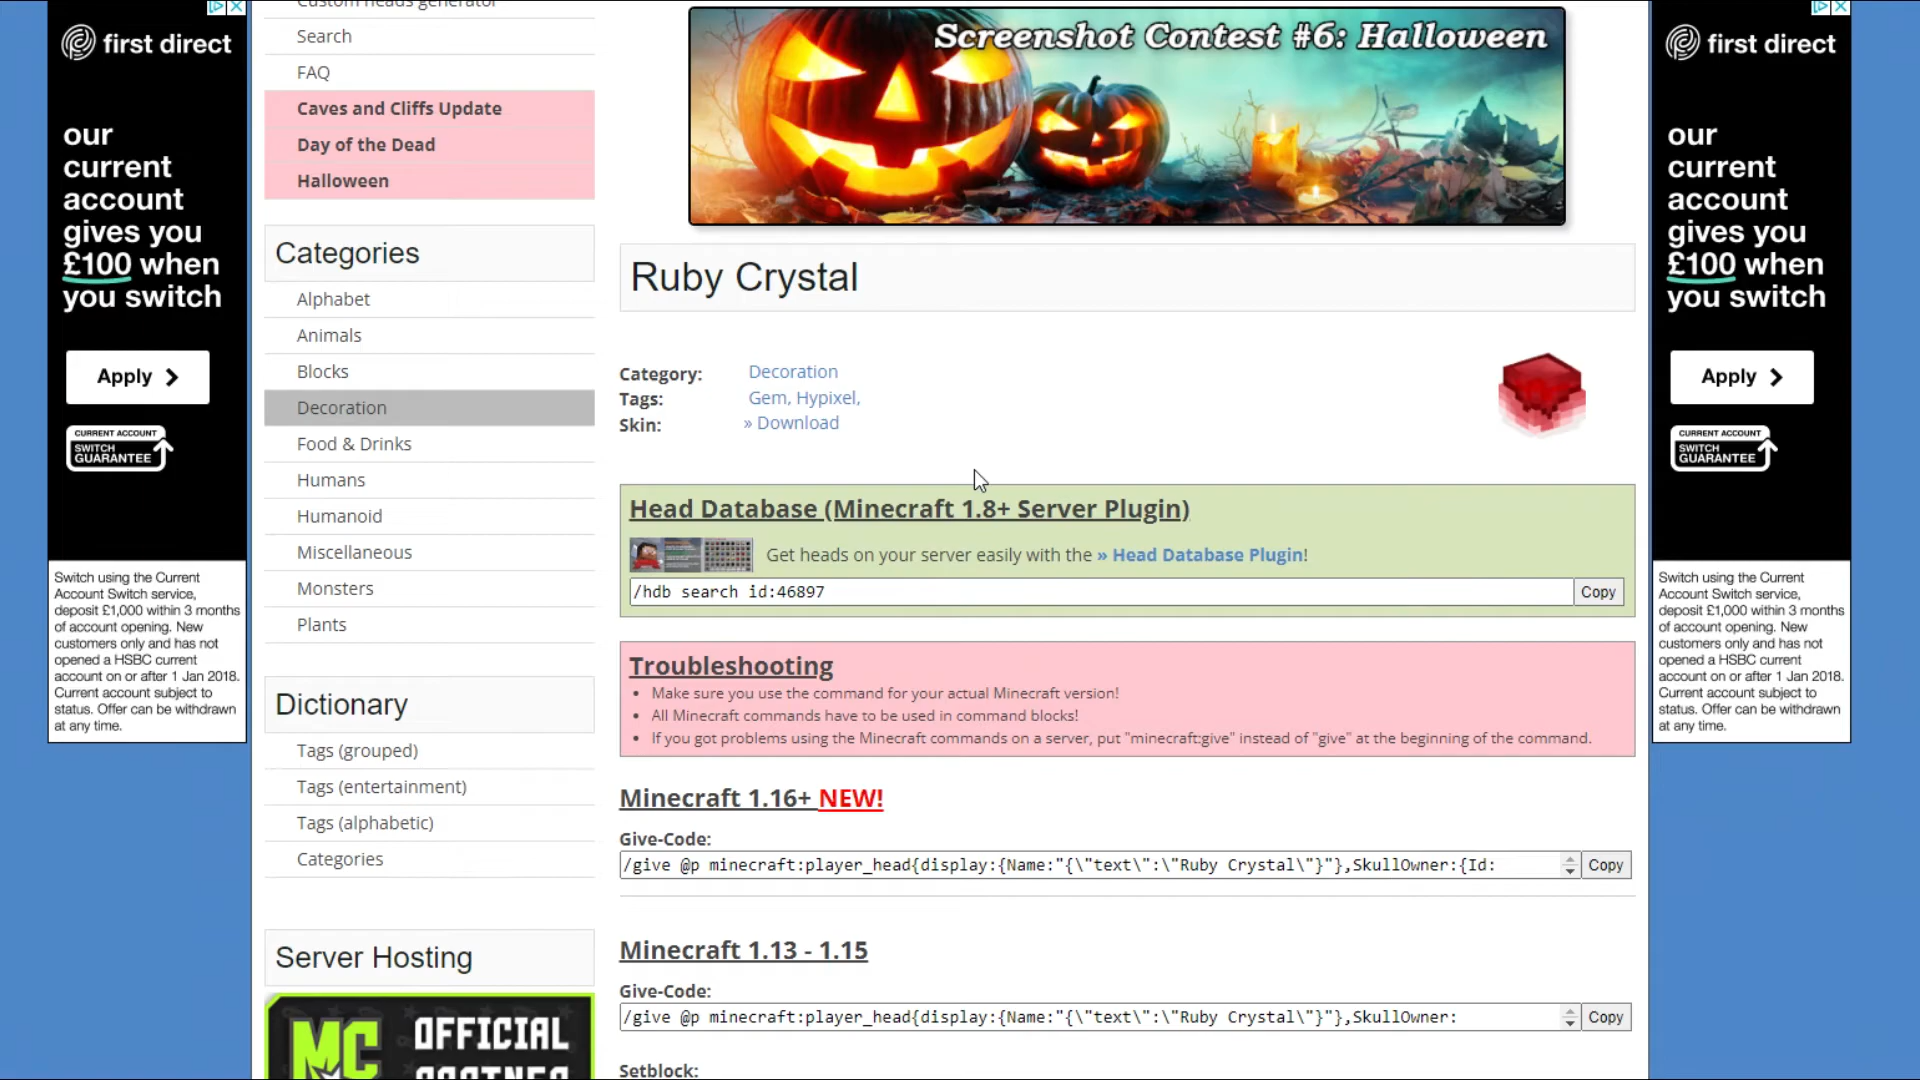 first direct
our
current
account
gives you
£100 when
you switch
Apply
CURRENT ACCOUNT
SWITCH
GUARANTEE
Switch using the Current
Account Switch service,
deposit £1,000 within 3 months
of account opening. New
customers only and has not
opened a HSBC current
account on or after 1 Jan 2018.
Current account subject to
status. Offer can be withdrawn
at any time.
Custom heads generator
Search
FAQ
Caves and Cliffs Update
Day of the Dead
Halloween
Categories
Alphabet
Animals
Blocks
Decoration
Food & Drinks
Humans
Humanoid
Miscellaneous
Monsters
Plants
Dictionary
Tags (grouped)
Tags (entertainment)
Tags (alphabetic)
Categories
Server Hosting
MC OFFICIAL
PARTNER
Screenshot Contest #6: Halloween
Ruby Crystal
Category: Decoration
Tags: Gem, Hypixel,
Skin: » Download
Head Database (Minecraft 1.8+ Server Plugin)
Get heads on your server easily with the » Head Database Plugin!
/hdb search id:46897 Copy
Troubleshooting
• Make sure you use the command for your actual Minecraft version!
• All Minecraft commands have to be used in command blocks!
• If you got problems using the Minecraft commands on a server, put "minecraft:give" instead of "give" at the beginning of the command.
Minecraft 1.16+ NEW!
Give-Code:
/give @p minecraft:player_head{display:{Name:"{\"text\":\"Ruby Crystal\"}"},SkullOwner:{Id: Copy
Minecraft 1.13 - 1.15
Give-Code:
/give @p minecraft:player_head{display:{Name:"{\"text\":\"Ruby Crystal\"}"},SkullOwner: Copy
Setblock:
first direct
our
current
account
gives you
£100 when
you switch
Apply
CURRENT ACCOUNT
SWITCH
GUARANTEE
Switch using the Current
Account Switch service,
deposit £1,000 within 3 months
of account opening. New
customers only and has not
opened a HSBC current
account on or after 1 Jan 2018.
Current account subject to
status. Offer can be withdrawn
at any time.